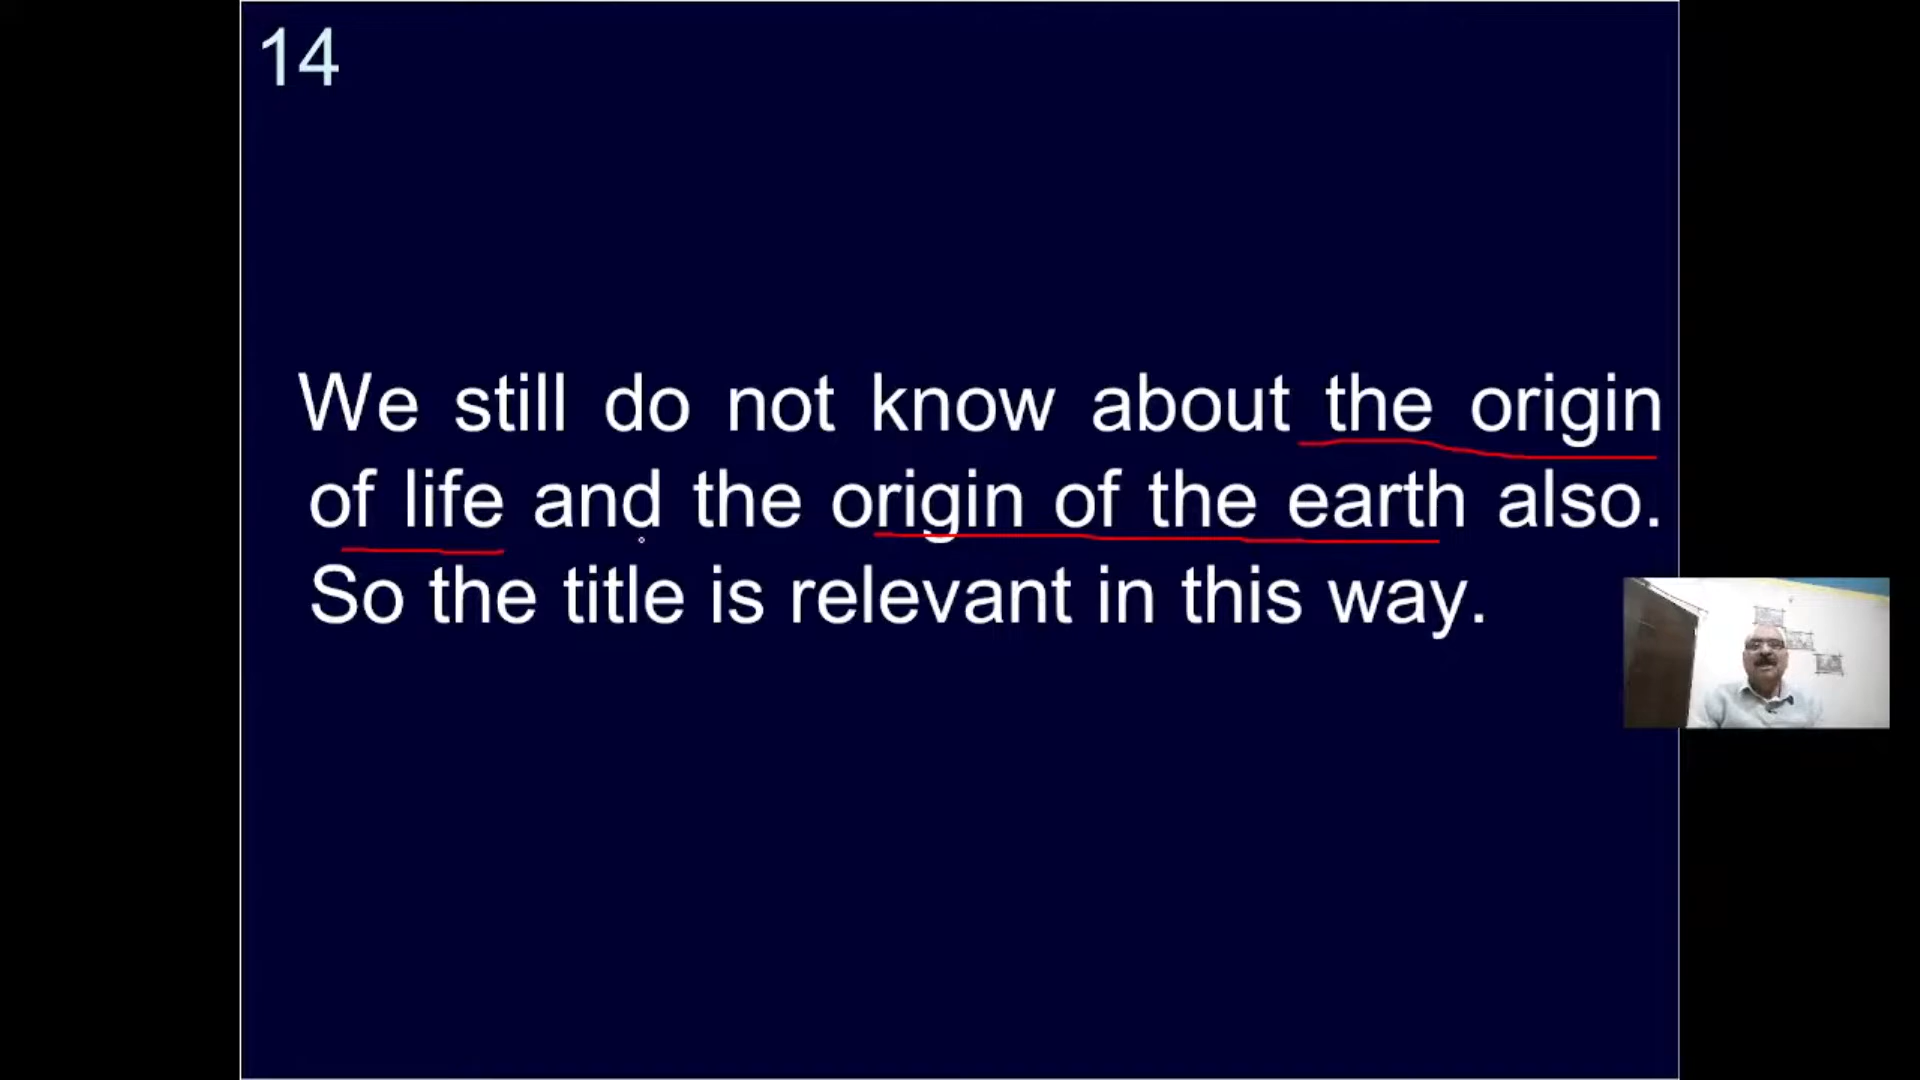 14
We still do not know about the origin
of life and the origin of the earth also.
So the title is relevant in this way.